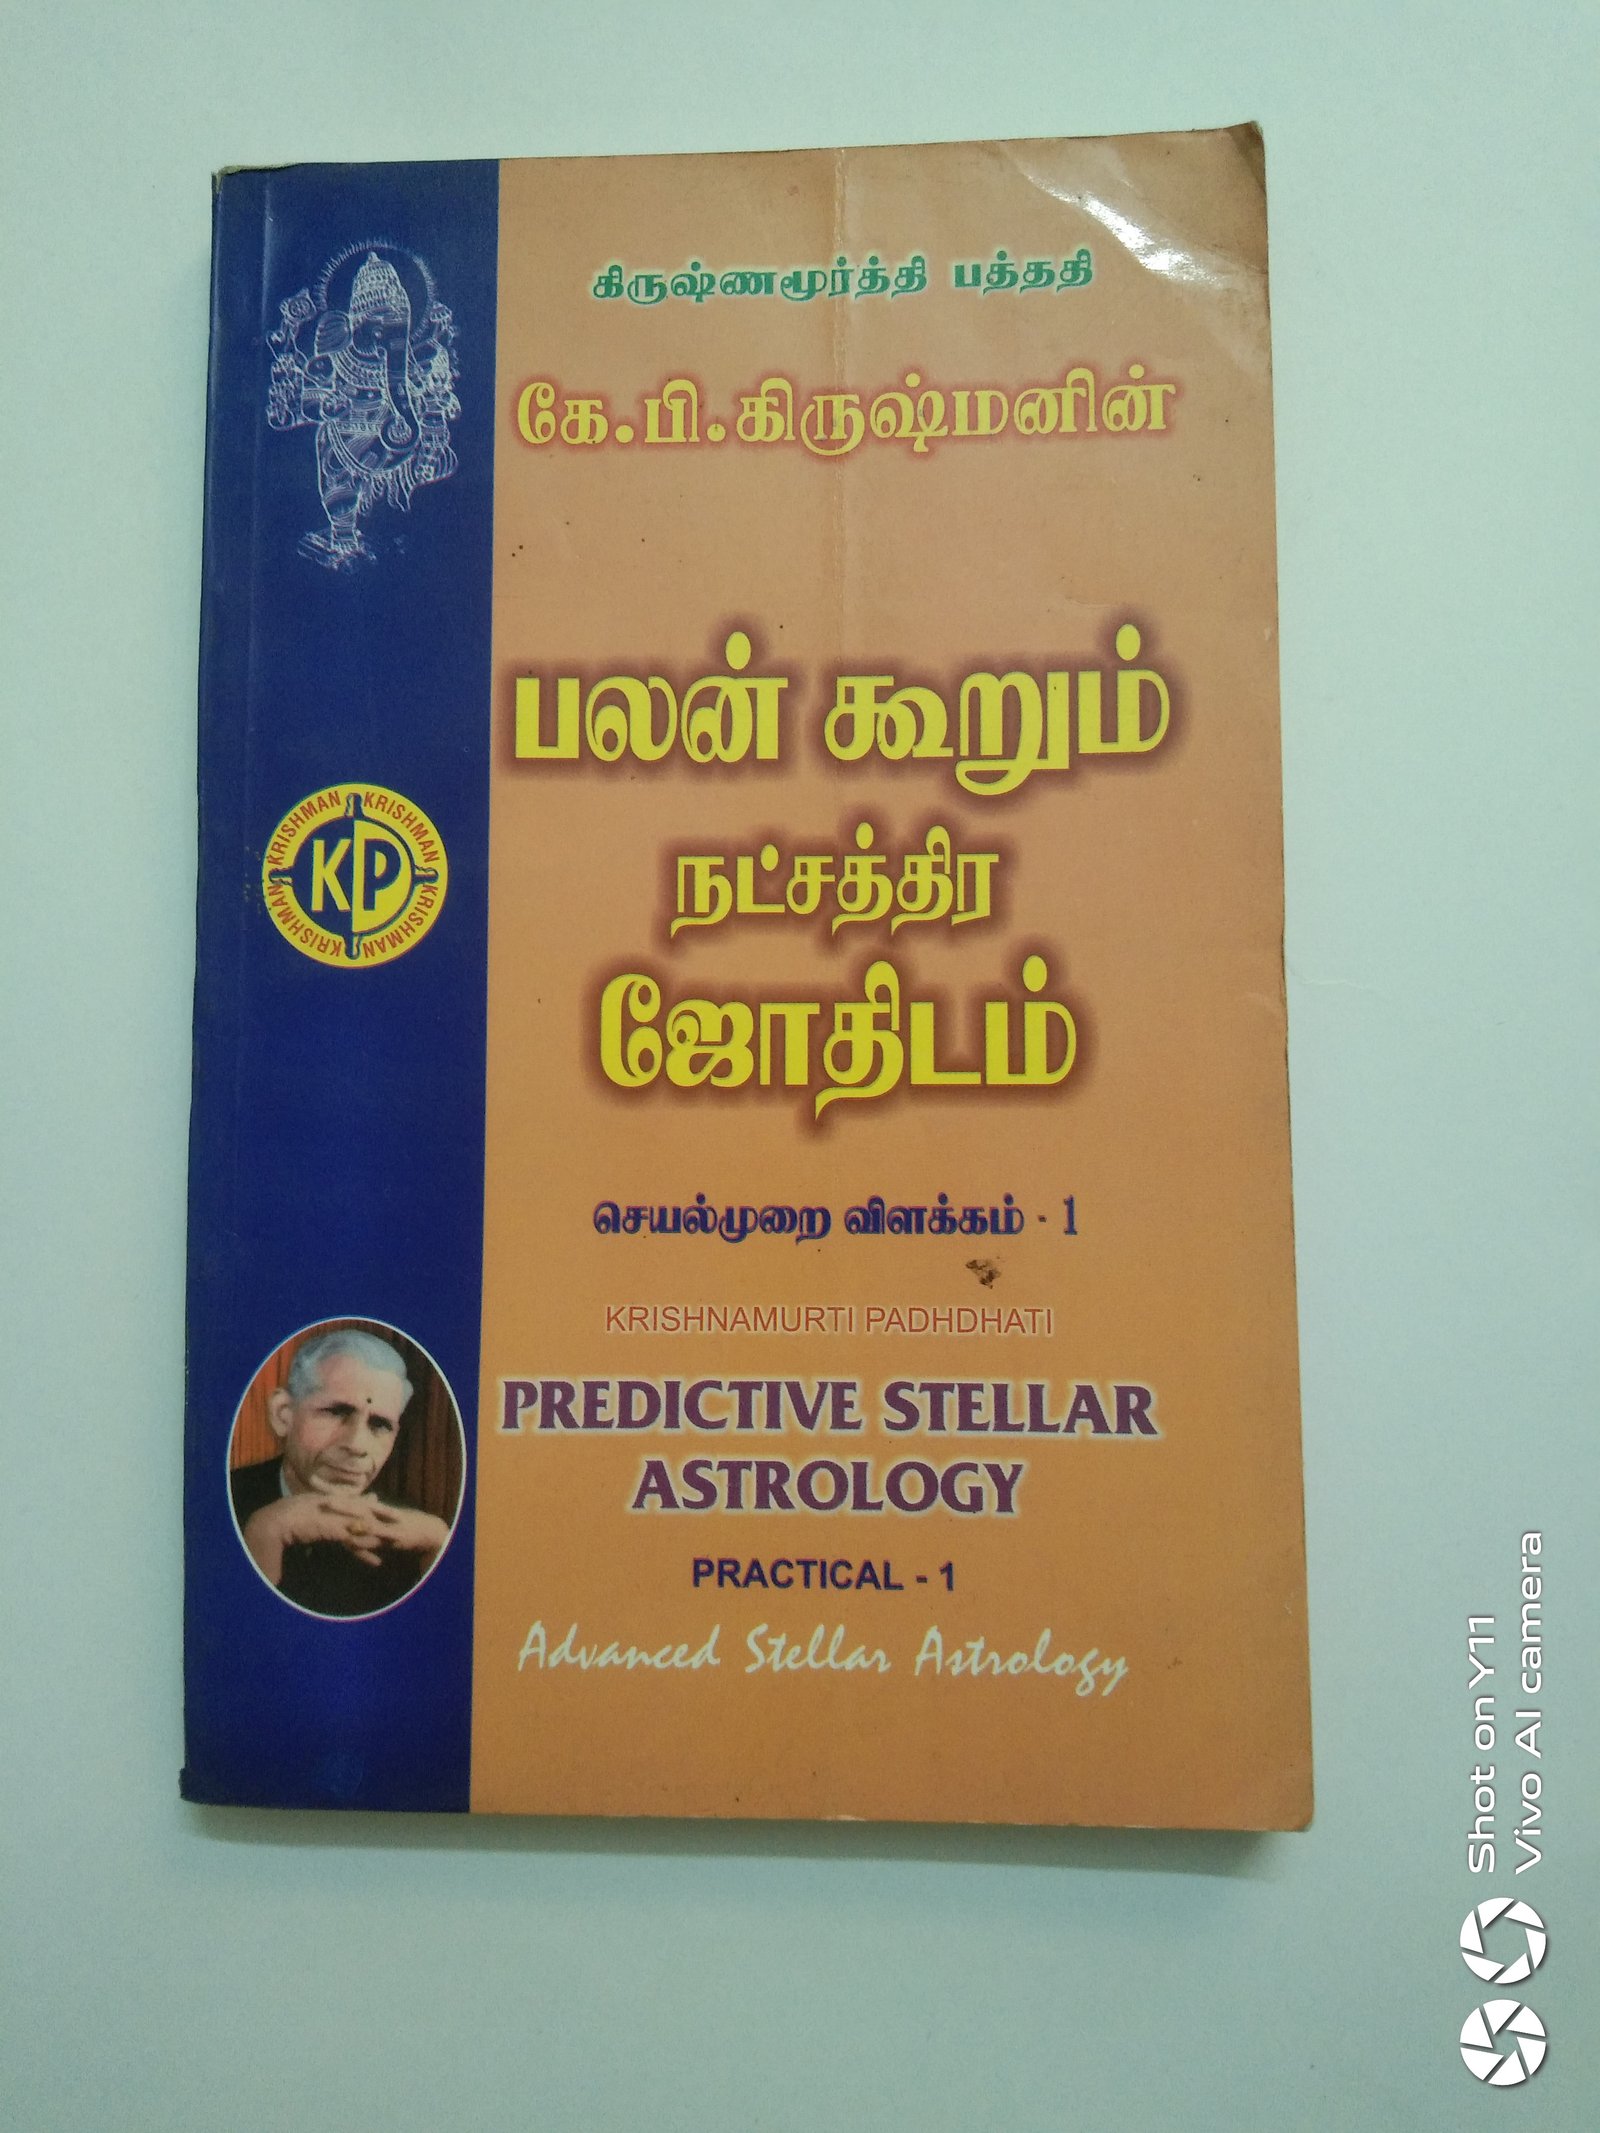 கிருஷ்ணமூர்த்தி பத்ததி
கே.பி.கிருஷ்மனின்
பலன் கூறும்
நட்சத்திர
ஜோதிடம்
செயல்முறை விளக்கம் - 1
KRISHNAMURTI PADHDHATI
PREDICTIVE STELLAR
ASTROLOGY
PRACTICAL - 1
Advanced Stellar Astrology
KRISHMAN KRISHMAN KRISHMAN KRISHMAN
KP
Shot on Y11
Vivo AI camera